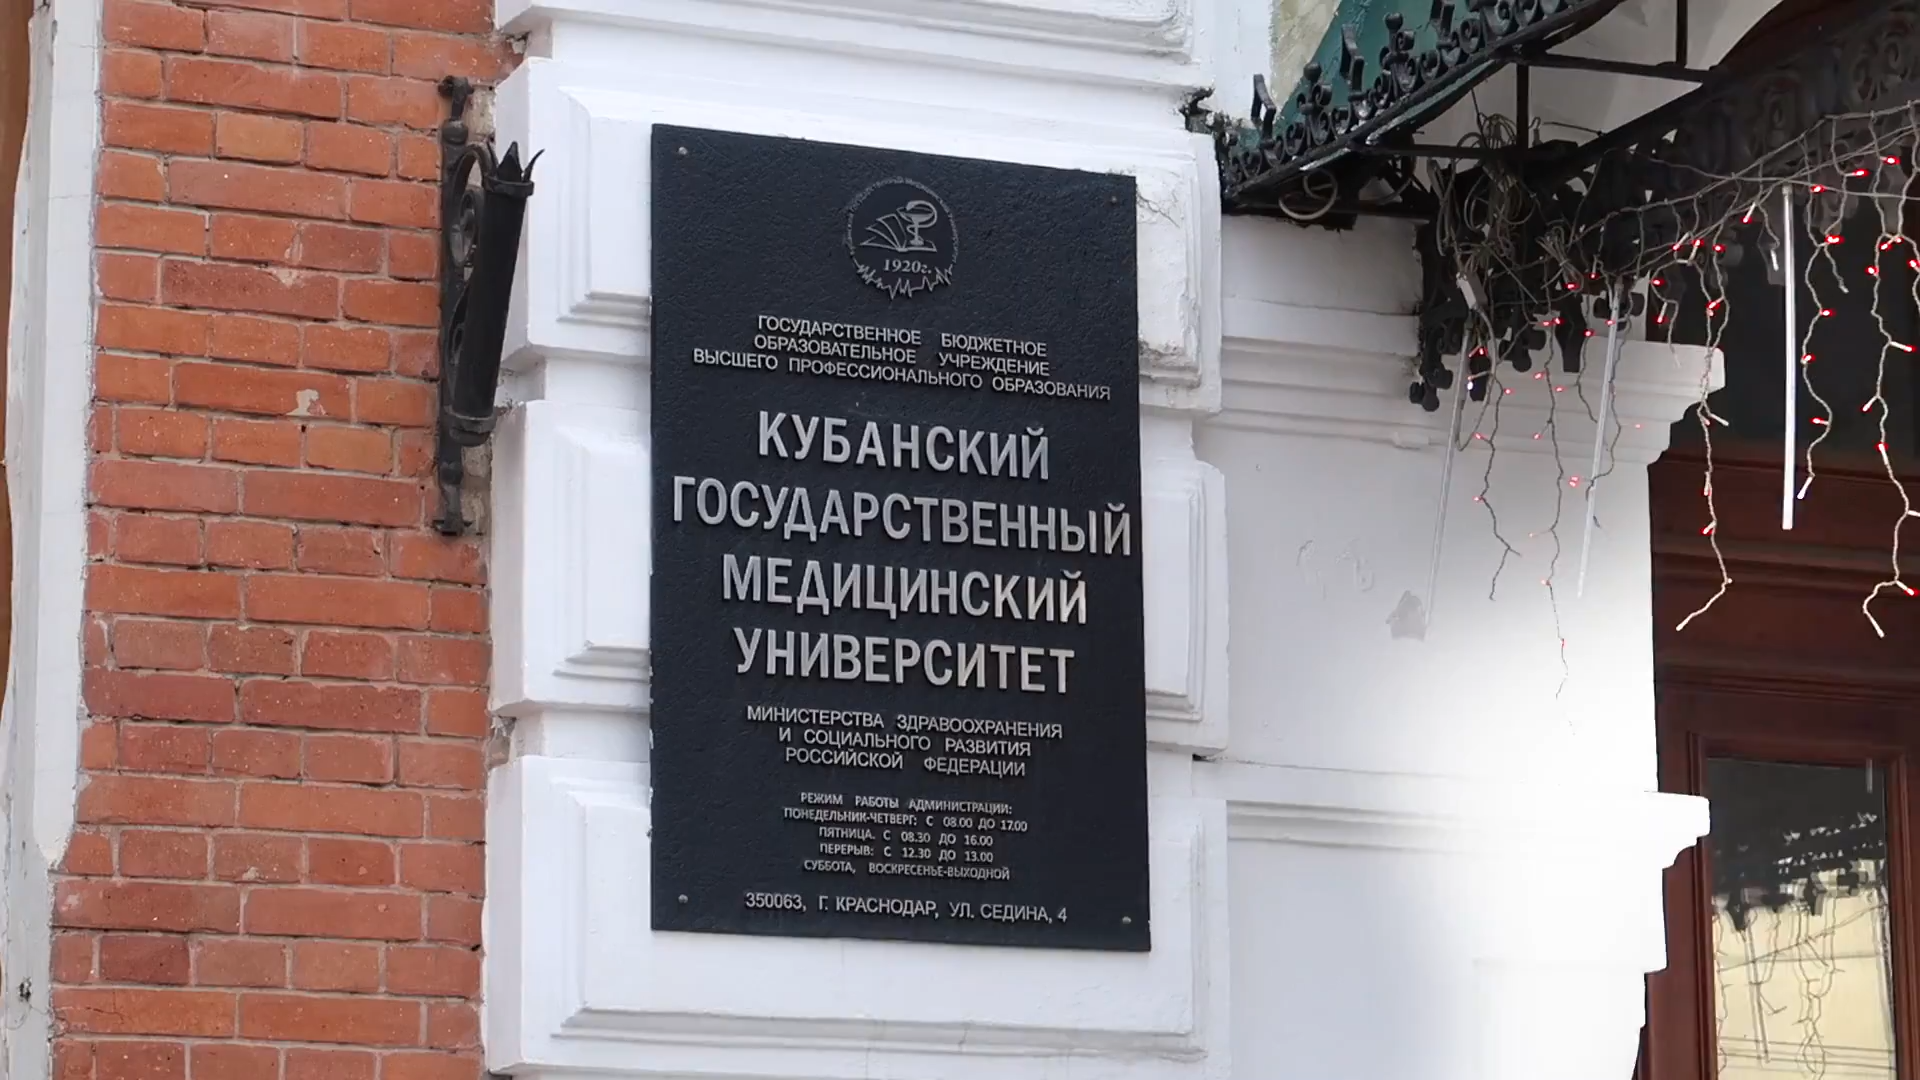 1920г.
ГОСУДАРСТВЕННОЕ БЮДЖЕТНОЕ
ОБРАЗОВАТЕЛЬНОЕ УЧРЕЖДЕНИЕ
ВЫСШЕГО ПРОФЕССИОНАЛЬНОГО ОБРАЗОВАНИЯ
КУБАНСКИЙ
ГОСУДАРСТВЕННЫЙ
МЕДИЦИНСКИЙ
УНИВЕРСИТЕТ
МИНИСТЕРСТВА ЗДРАВООХРАНЕНИЯ
И СОЦИАЛЬНОГО РАЗВИТИЯ
РОССИЙСКОЙ ФЕДЕРАЦИИ
РЕЖИМ РАБОТЫ АДМИНИСТРАЦИИ:
ПОНЕДЕЛЬНИК-ЧЕТВЕРГ: С 08.00 ДО 17.00
ПЯТНИЦА. С 08.30 ДО 16.00
ПЕРЕРЫВ: С 12.30 ДО 13.00
СУББОТА, ВОСКРЕСЕНЬЕ-ВЫХОДНОЙ
350063, Г. КРАСНОДАР, УЛ. СЕДИНА, 4